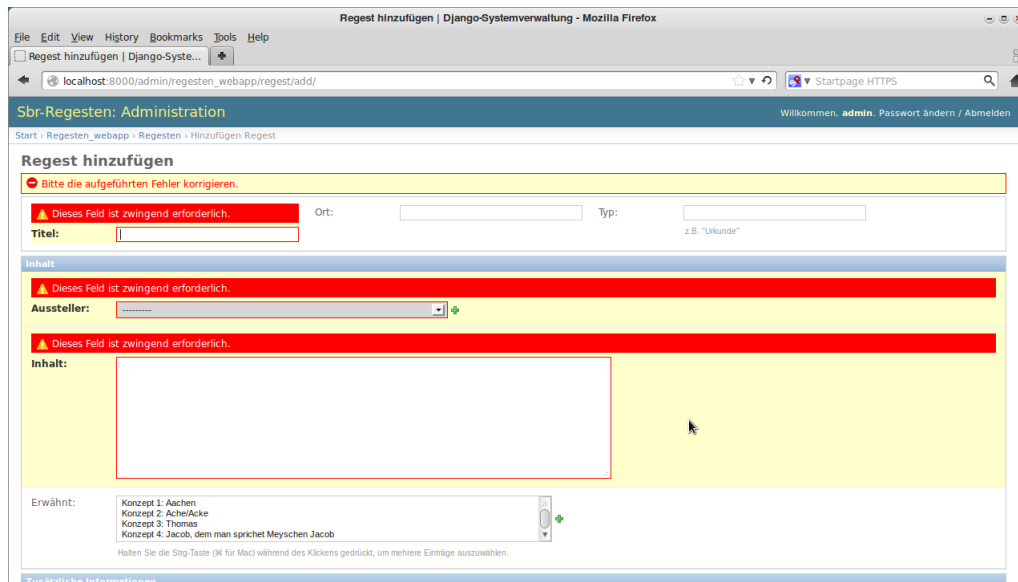 Regest hinzufügen | Django-Systemverwaltung - Mozilla Firefox
File Edit View History Bookmarks Tools Help
Regest hinzufügen | Django-Syste...
localhost:8000/admin/regesten_webapp/regest/add/
Startpage HTTPS
Sbr-Regesten: Administration
Willkommen, admin. Passwort ändern / Abmelden
Start › Regesten_webapp › Regesten › Hinzufügen Regest
Regest hinzufügen
Bitte die aufgeführten Fehler korrigieren.
Dieses Feld ist zwingend erforderlich.
Titel:
Ort:
Typ:
z.B. "Urkunde"
Inhalt
Dieses Feld ist zwingend erforderlich.
Aussteller:
---------
Dieses Feld ist zwingend erforderlich.
Inhalt:
Erwähnt:
Konzept 1: Aachen
Konzept 2: Ache/Acke
Konzept 3: Thomas
Konzept 4: Jacob, dem man sprichet Meyschen Jacob
Halten Sie die Strg-Taste (⌘ für Mac) während des Klickens gedrückt, um mehrere Einträge auszuwählen.
Zusätzliche Informationen